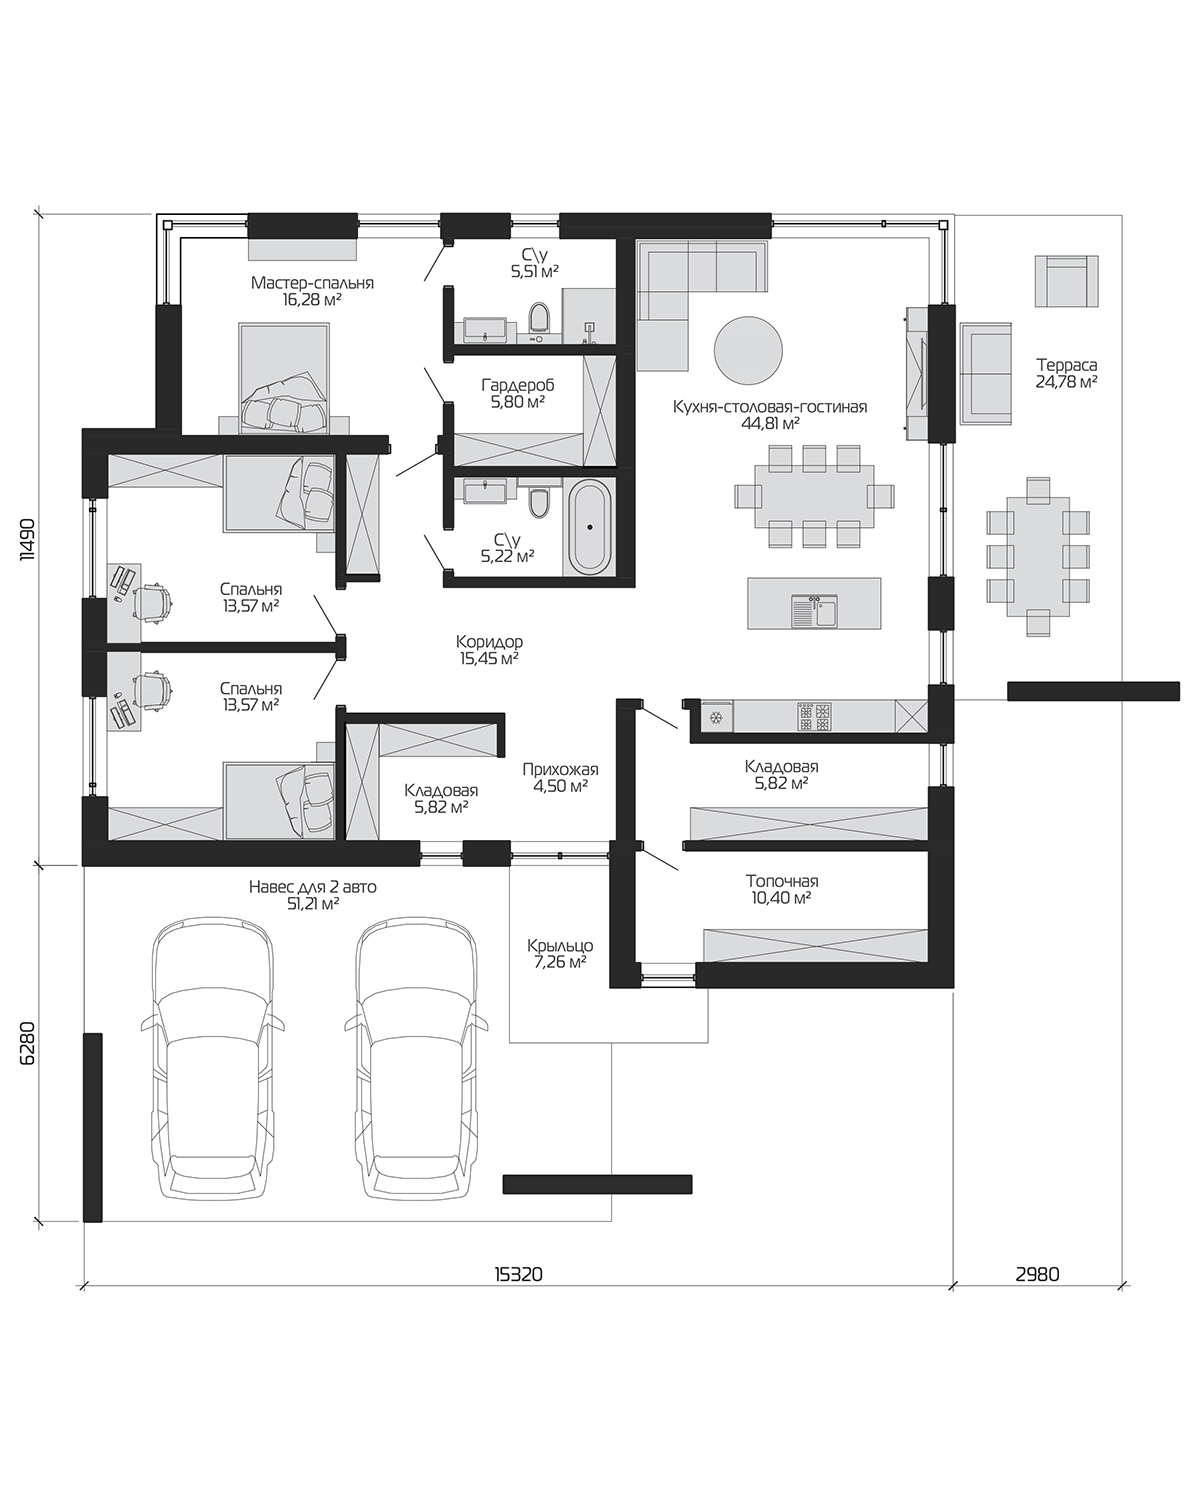 С\у
5,51 м²
Мастер-спальня
16,28 м²
Терраса
24,78 м²
Гардероб
5,80 м²
Кухня-столовая-гостиная
44,81 м²
11490
С\у
5,22 м²
Спальня
13,57 м²
Коридор
15,45 м²
Спальня
13,57 м²
Прихожая
4,50 м²
Кладовая
5,82 м²
Кладовая
5,82 м²
Навес для 2 авто
51,21 м²
Топочная
10,40 м²
Крыльцо
7,26 м²
6280
15320
2980